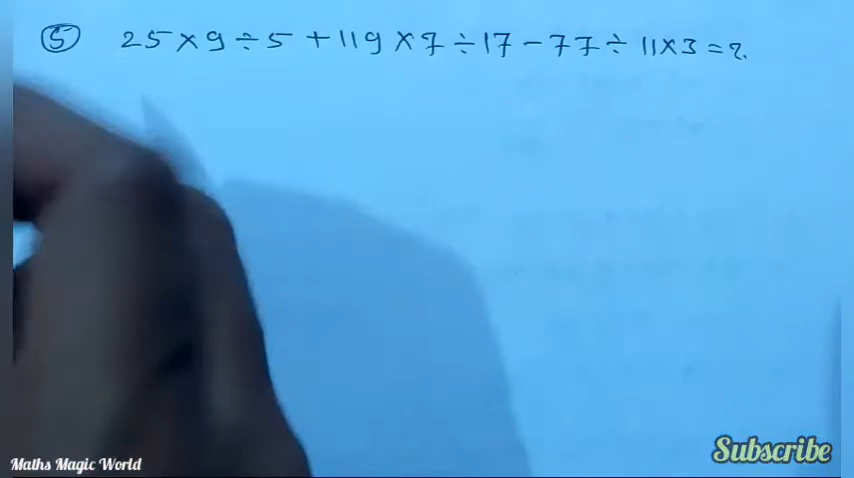 ⑤ 25 × 9 ÷ 5 + 119 × 7 ÷ 17 - 77 ÷ 11 × 3 = ?
Subscribe
Maths Magic World